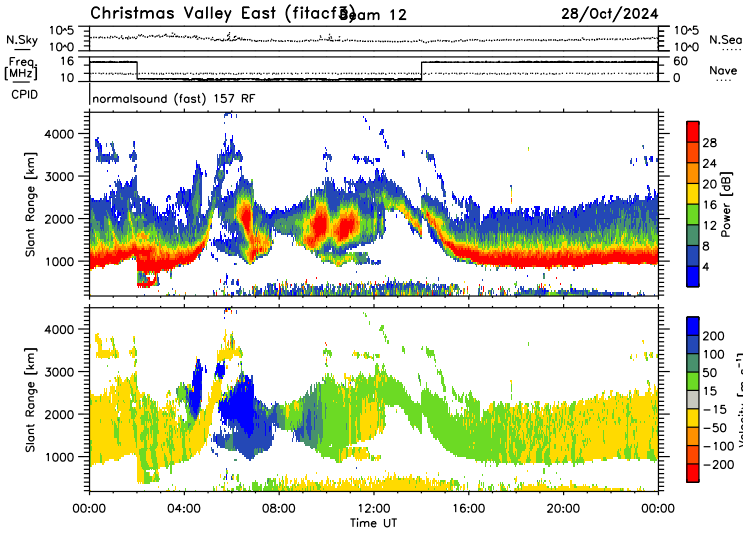 Christmas Valley East (fitacf3)
Beam 12
28/Oct/2024
N.Sky
10^5
10^0
10^5
10^0
N.Sea
Freq.
[MHz]
16
10
60
0
Nave
CPID
normalsound (fast) 157 RF
Slant Range [km]
4000
3000
2000
1000
28
24
20
16
12
8
4
Power [dB]
Slant Range [km]
4000
3000
2000
1000
200
100
50
15
-15
-50
-100
-200
Velocity [m s^-1]
00:00
04:00
08:00
12:00
16:00
20:00
00:00
Time UT